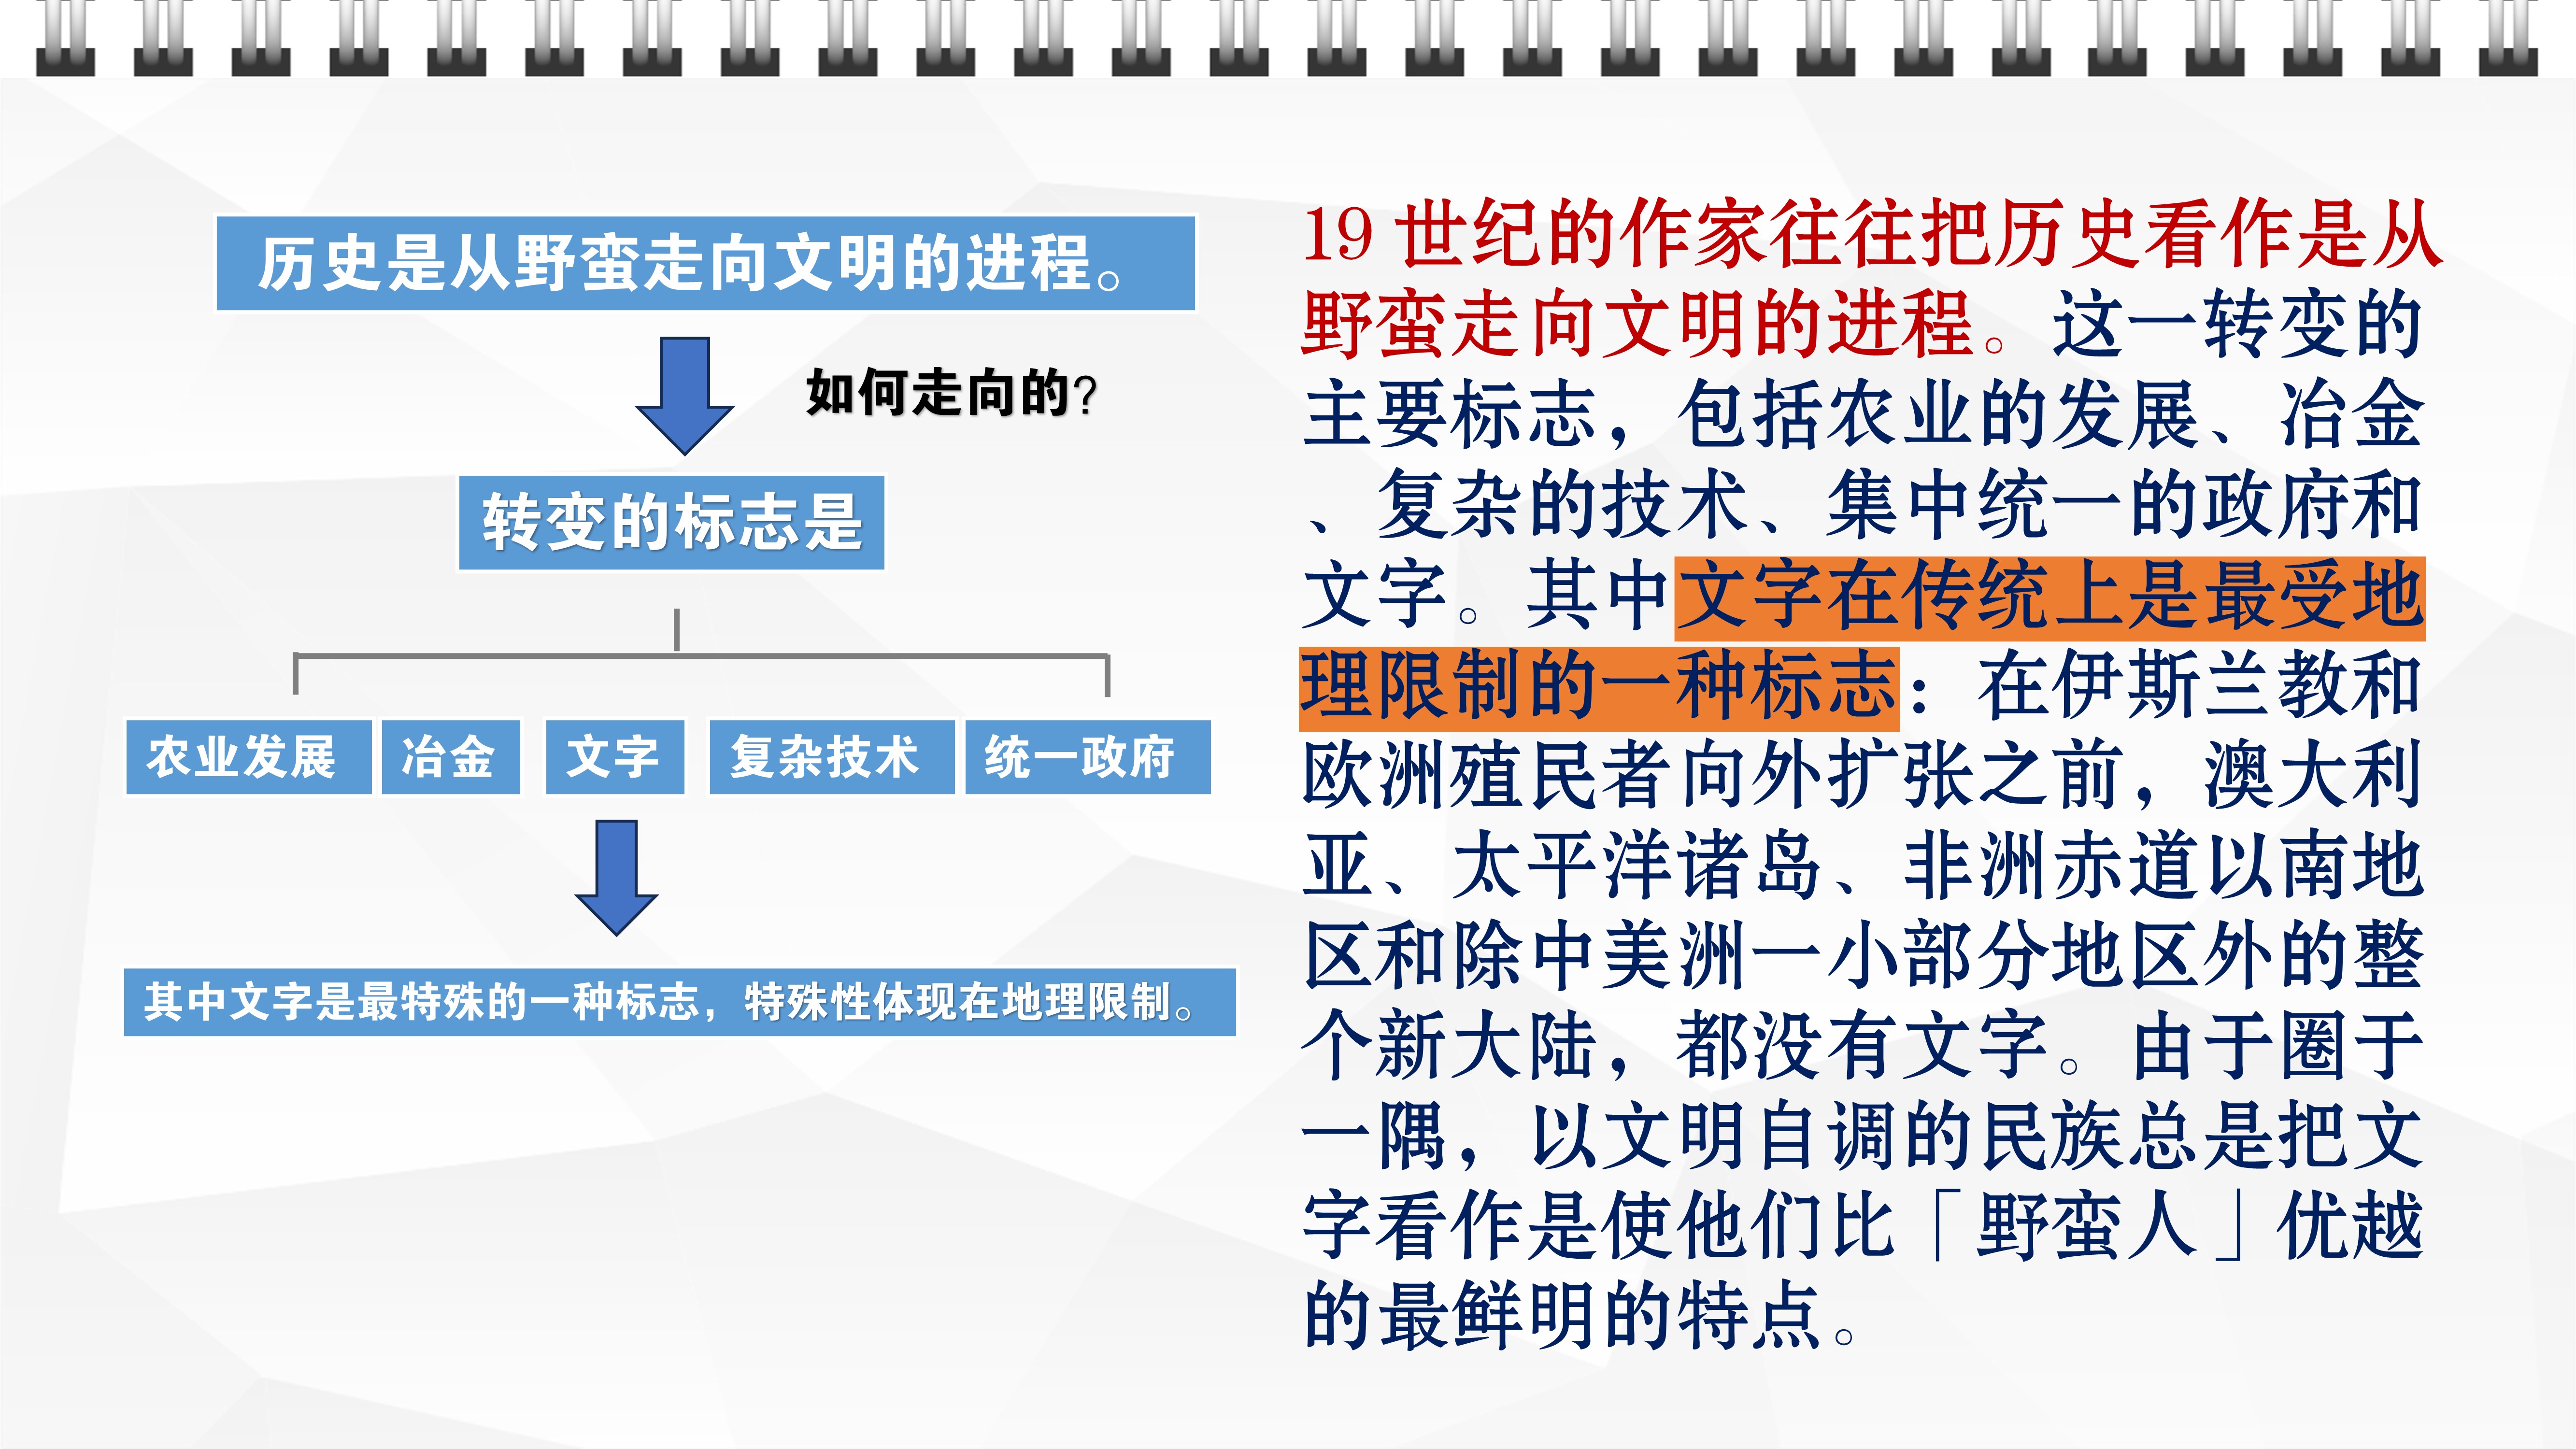 历史是从野蛮走向文明的进程。
如何走向的?
转变的标志是
农业发展
冶金
文字
复杂技术
统一政府
其中文字是最特殊的一种标志，特殊性体现在地理限制。
19 世纪的作家往往把历史看作是从
野蛮走向文明的进程。这一转变的
主要标志，包括农业的发展、冶金
、复杂的技术、集中统一的政府和
文字。其中文字在传统上是最受地
理限制的一种标志：在伊斯兰教和
欧洲殖民者向外扩张之前，澳大利
亚、太平洋诸岛、非洲赤道以南地
区和除中美洲一小部分地区外的整
个新大陆，都没有文字。由于圈于
一隅，以文明自调的民族总是把文
字看作是使他们比「野蛮人」优越
的最鲜明的特点。